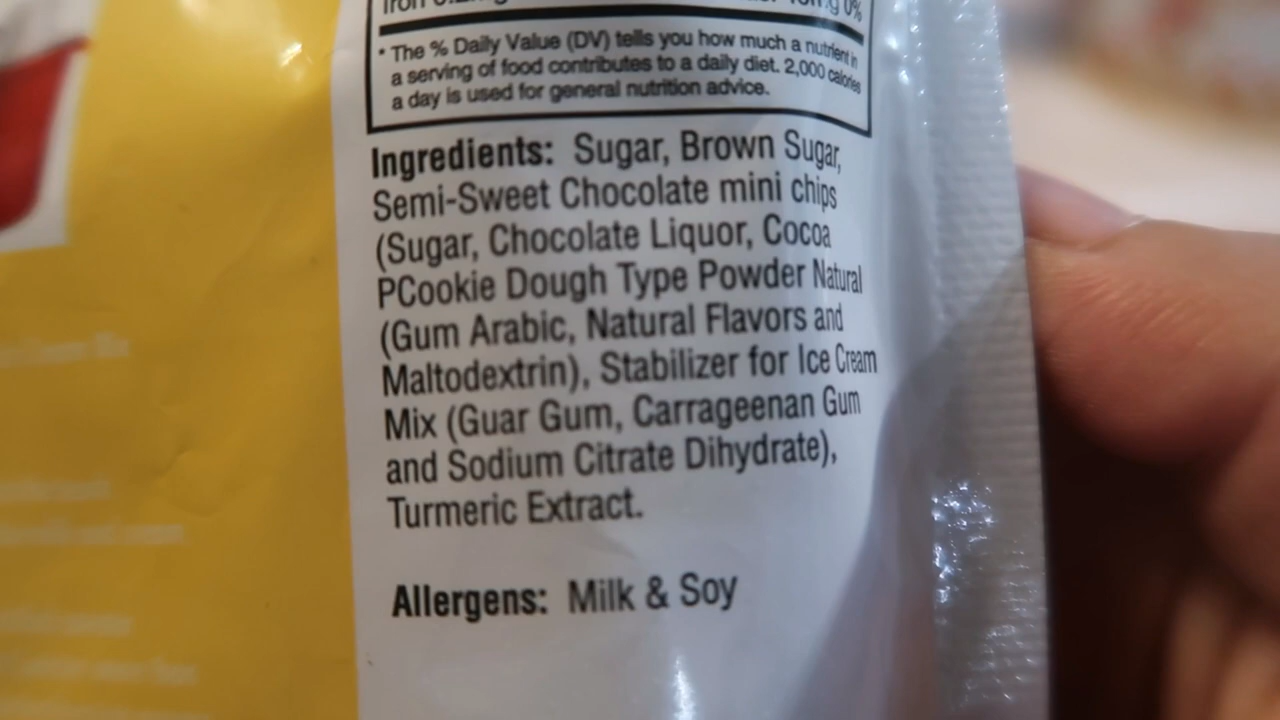 * The % Daily Value (DV) tells you how much a nutrient in
a serving of food contributes to a daily diet. 2,000 calories
a day is used for general nutrition advice.
Ingredients: Sugar, Brown Sugar,
Semi-Sweet Chocolate mini chips
(Sugar, Chocolate Liquor, Cocoa
PCookie Dough Type Powder Natural
(Gum Arabic, Natural Flavors and
Maltodextrin), Stabilizer for Ice Cream
Mix (Guar Gum, Carrageenan Gum
and Sodium Citrate Dihydrate),
Turmeric Extract.
Allergens: Milk & Soy